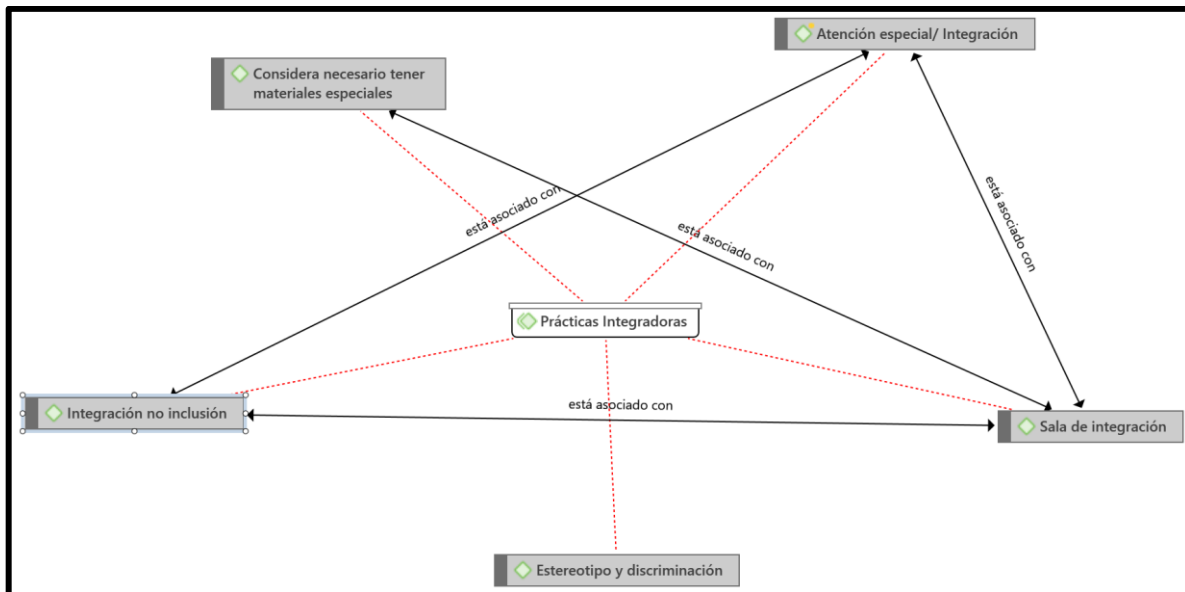 Atención especial/ Integración
Considera necesario tener
materiales especiales
está asociado con
está asociado con
está asociado con
Prácticas Integradoras
está asociado con
Integración no inclusión
Sala de integración
Estereotipo y discriminación